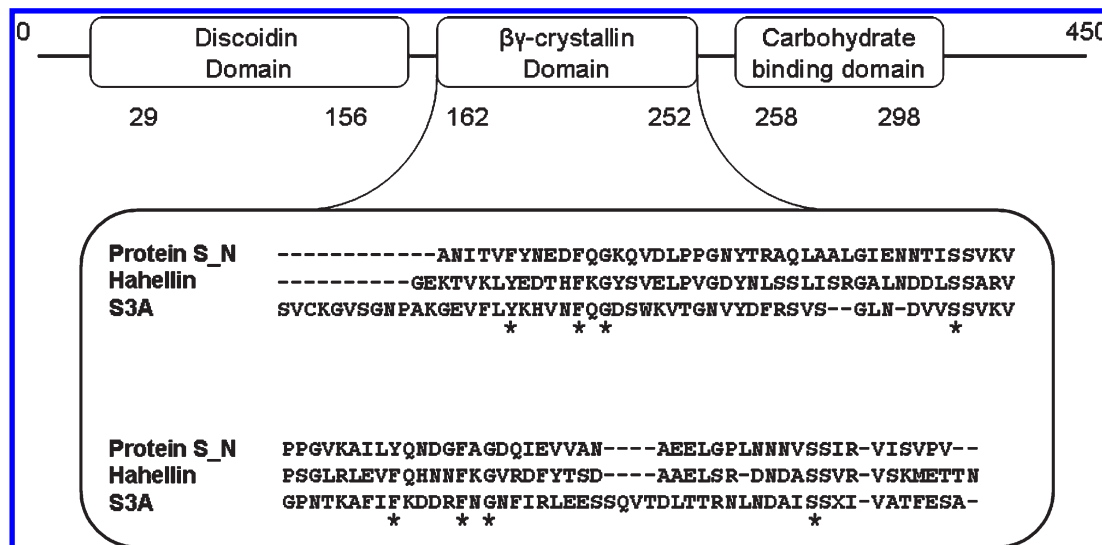 0
450
Discoidin
Domain
βγ-crystallin
Domain
Carbohydrate
binding domain
29
156
162
252
258
298
Protein S_N ------------ANITVFYNEDFQGKQVDLPPGNYTRAQLAALGIENNTISSVKV
Hahellin ----------GEKTVKLYEDTHFKGYSVELPVGDYNLSSLISRGALNDDLSSARV
S3A SVCKGVSGNPAKGEVFLYKHVNFQGDSWKVTGNVYDFRSVS--GLN-DVVSSVKV
* * * *
Protein S_N PPGVKAILYQNDGFAGDQIEVVAN----AEELGPLNNNVSSIR-VISVPV--
Hahellin PSGLRLEVFQHNNFKGVRDFYTSD----AAELSR-DNDASSVR-VSKMETTN
S3A GPNTKAFIFKDDRFNGNFIRLEESSQVTDLTTRNLNDAISSXI-VATFESA-
* * * *